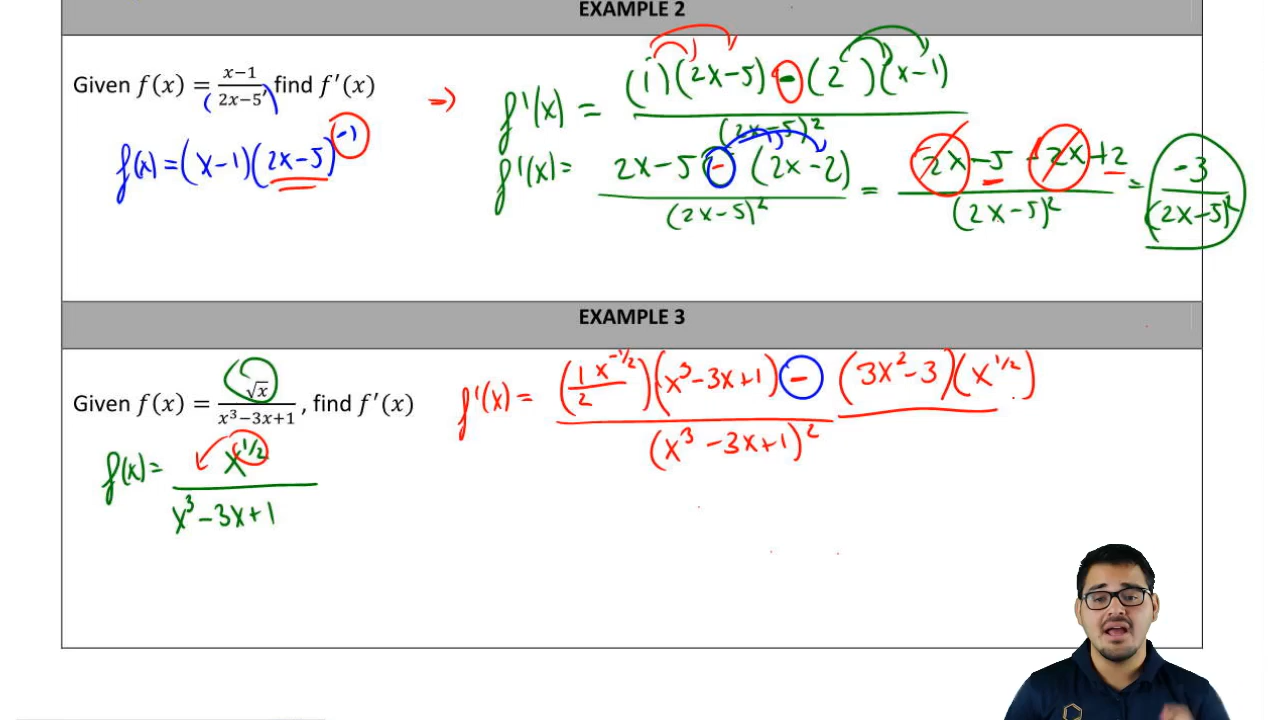 EXAMPLE 2
Given f(x) = (x−1)/(2x−5), find f′(x)
f(x) = (x−1)(2x−5)^-1
⇒ f'(x) = ((1)(2x−5) − (2)(x−1))/(2x−5)²
f'(x) = (2x−5 − (2x−2))/(2x−5)² = (2x−5−2x+2)/(2x−5)² = -3/(2x−5)²
EXAMPLE 3
Given f(x) = √x/(x³−3x+1), find f′(x)
f(x) = x^1/2/(x³−3x+1)
f'(x) = ((1/2 x^-1/2)(x³−3x+1) − (3x²−3)(x^1/2))/(x³−3x+1)²